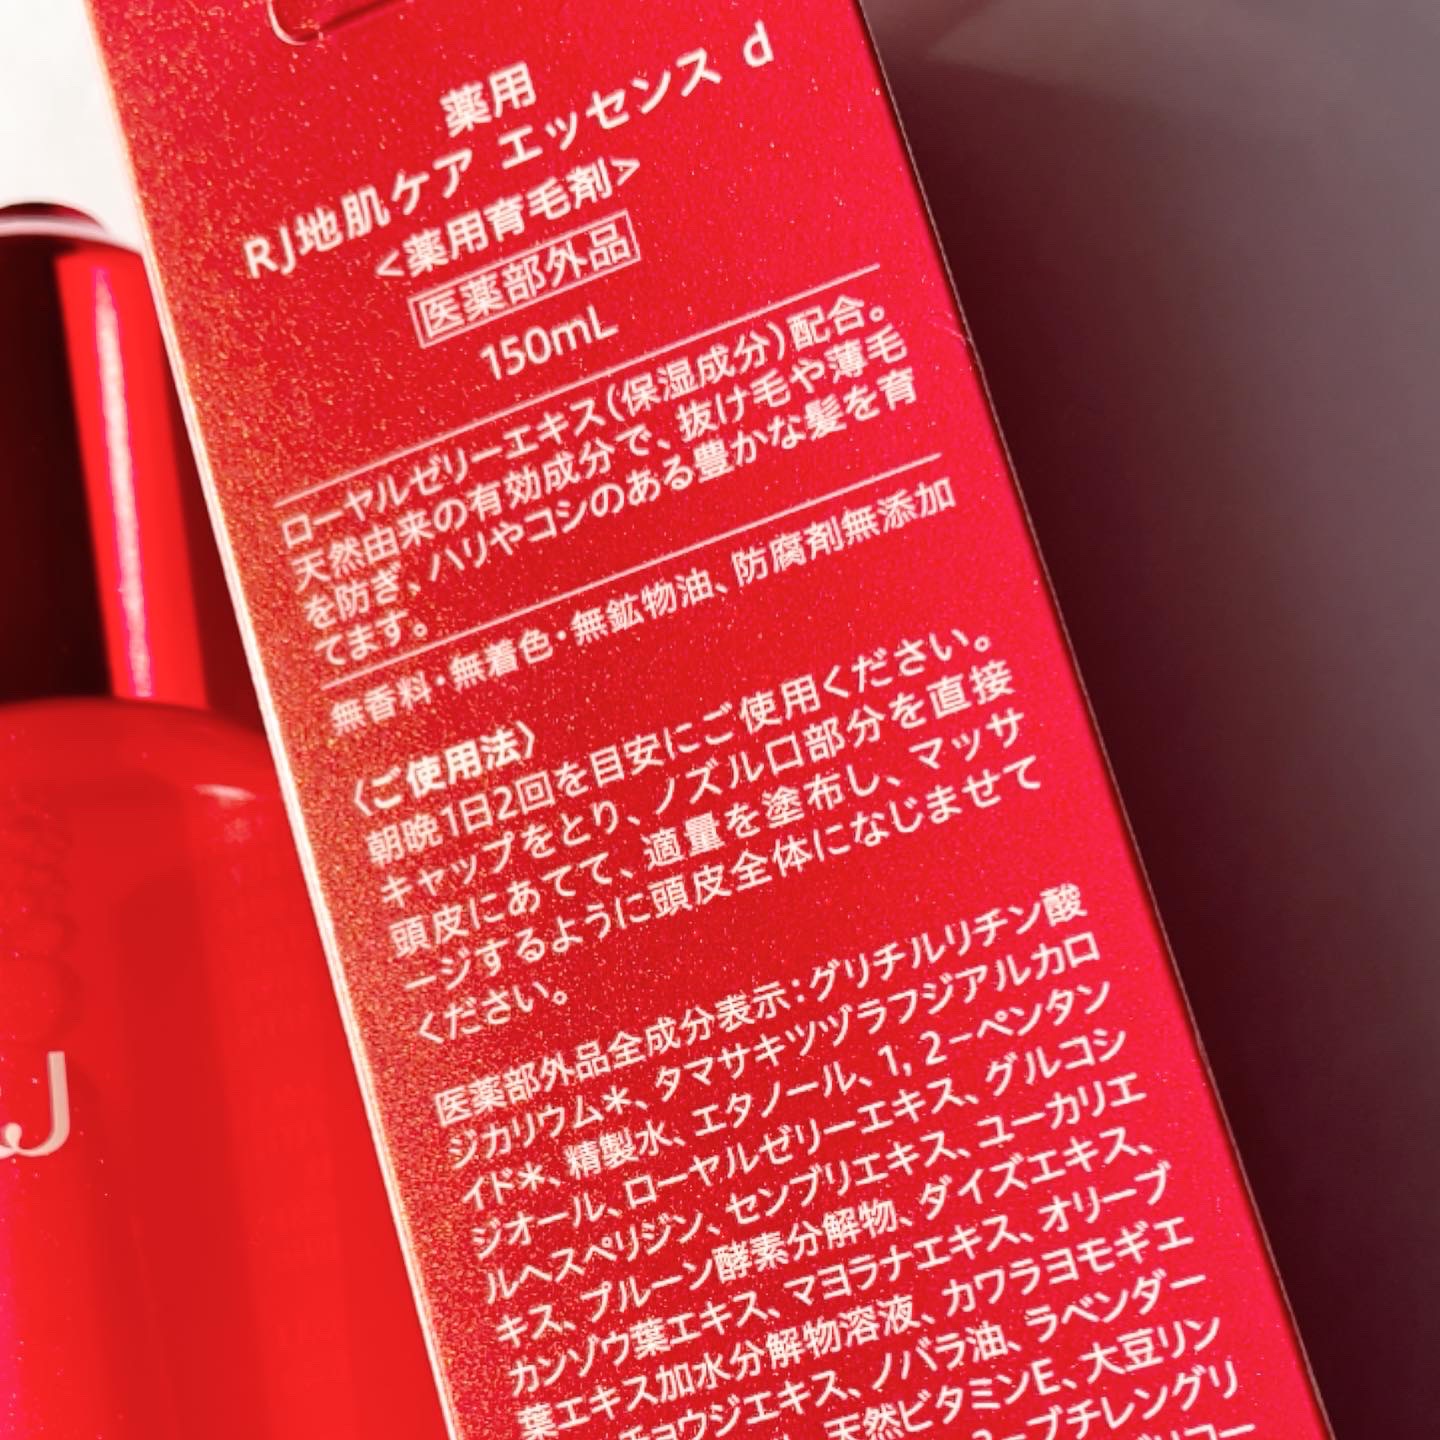 薬用
RJ地肌ケア エッセンス d
<薬用育毛剤>
医薬部外品
150mL
ローヤルゼリーエキス(保湿成分)配合。
天然由来の有効成分で、抜け毛や薄毛
を防ぎ、ハリやコシのある豊かな髪を育
てます。
無香料・無着色・無鉱物油、防腐剤無添加
〈ご使用法〉
朝晩1日2回を目安にご使用ください。
キャップをとり、ノズル口部分を直接
頭皮にあてて、適量を塗布し、マッサ
ージするように頭皮全体になじませて
ください。
医薬部外品全成分表示:グリチルリチン酸
ジカリウム*、タマサキツヅラフジアルカロ
イド*、精製水、エタノール、1, 2−ペンタン
ジオール、ローヤルゼリーエキス、グルコシ
ルヘスペリジン、センブリエキス、ユーカリエ
キス、プルーン酵素分解物、ダイズエキス、
カンゾウ葉エキス、マヨラナエキス、オリーブ
葉エキス加水分解物溶液、カワラヨモギエ
チョウジエキス、ノバラ油、ラベンダー
天然ビタミンE、大豆リン
ブチレングリ
J